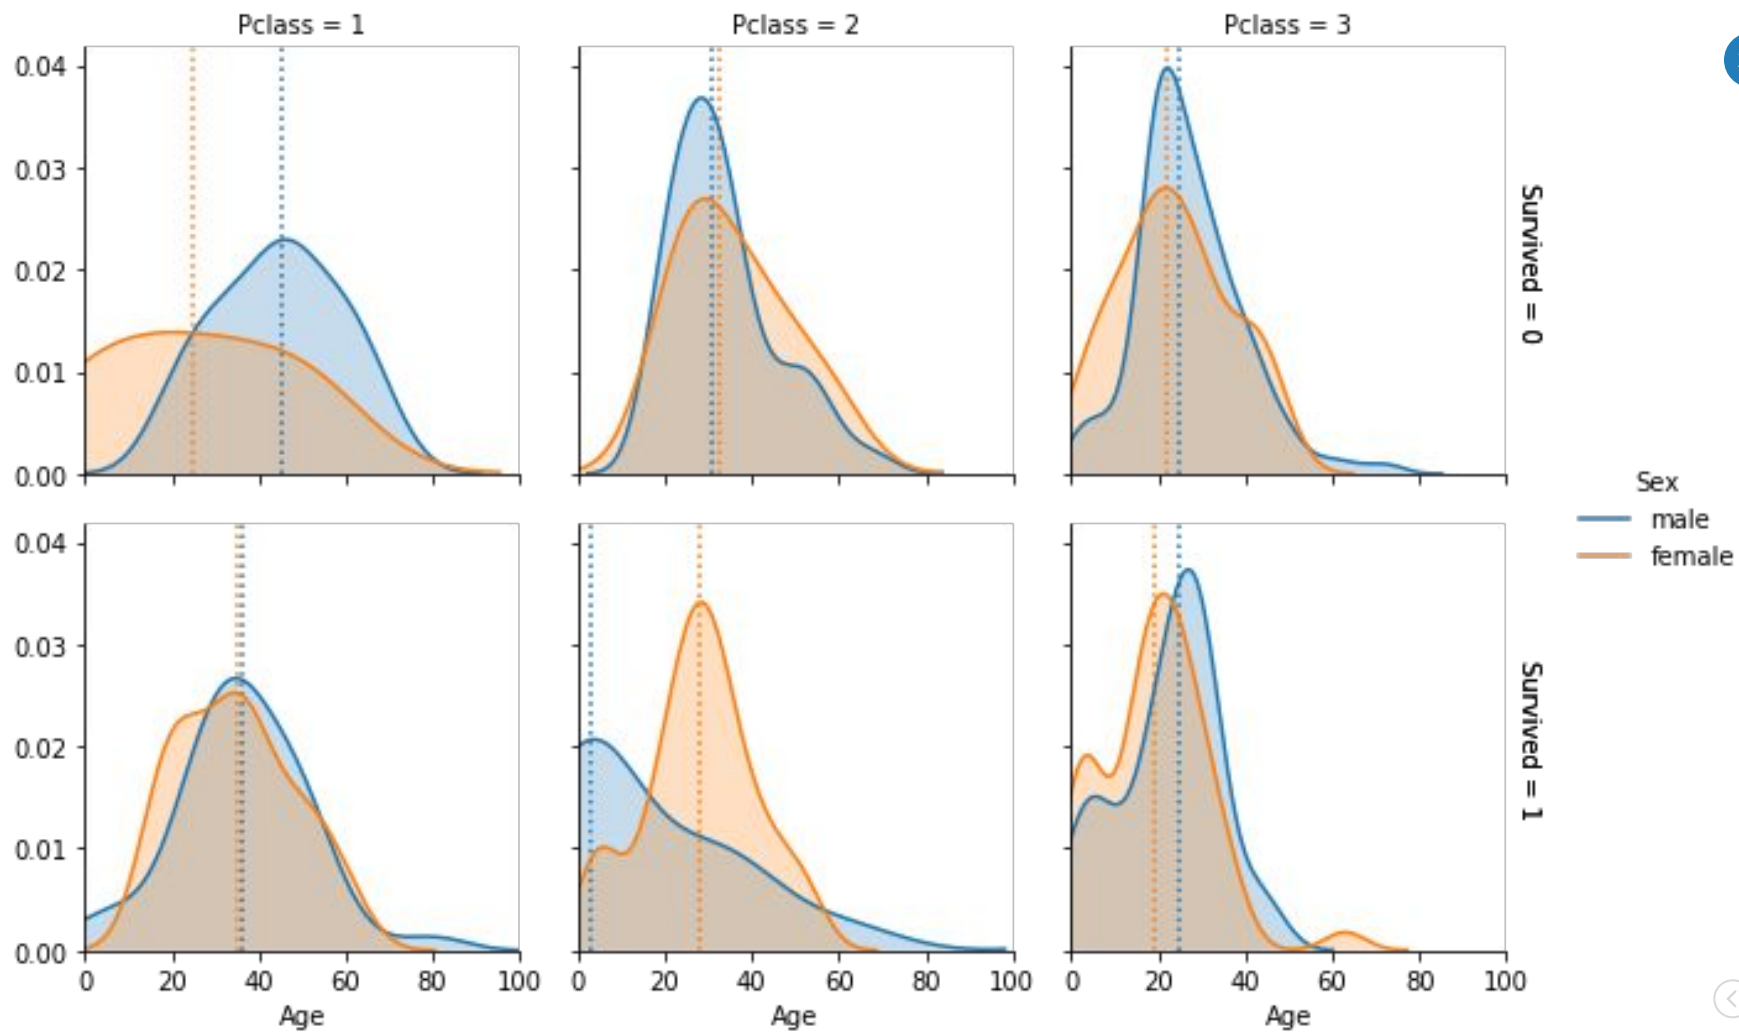 Pclass = 1
Pclass = 2
Pclass = 3
0.04
0.03
0.02
0.01
0.00
Survived = 0
Sex
male
female
0.04
0.03
0.02
0.01
0.00
Survived = 1
0 20 40 60 80 100
0 20 40 60 80 100
0 20 40 60 80 100
Age
Age
Age